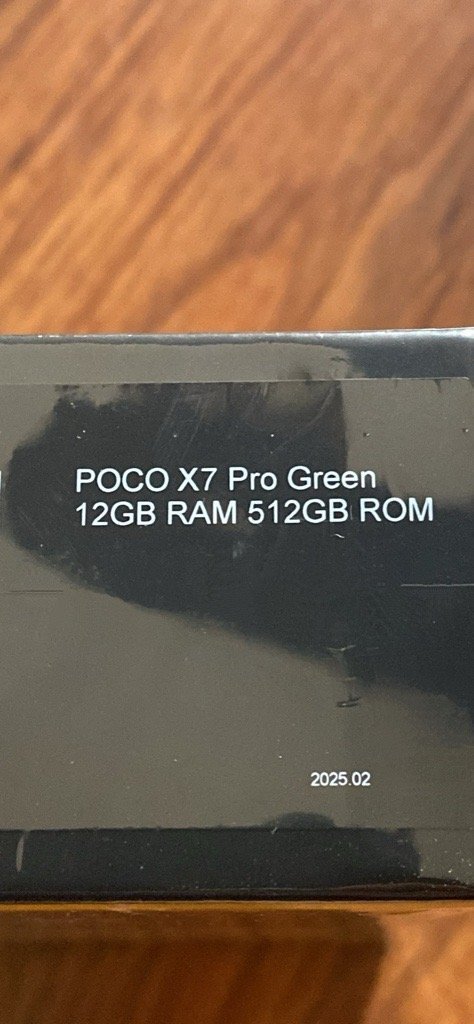 POCO X7 Pro Green
12GB RAM 512GB ROM
2025.02